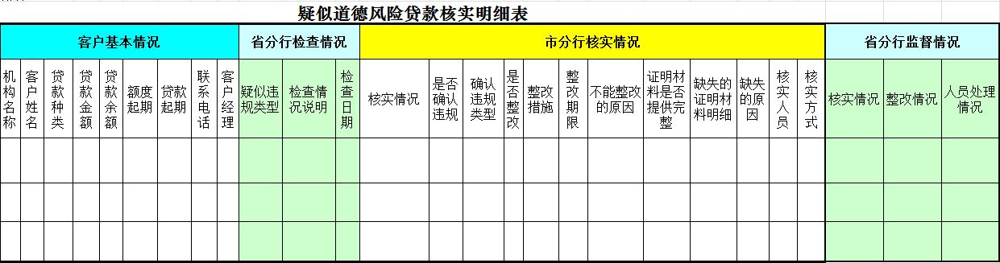 疑似道德风险贷款核实明细表
客户基本情况
省分行检查情况
市分行核实情况
省分行监督情况
机构名称
客户姓名
贷款种类
贷款金额
贷款余额
额度起期
贷款起期
联系电话
客户经理
疑似违规类型
检查情况说明
检查日期
核实情况
是否确认违规
确认违规类型
是否整改
整改措施
整改期限
不能整改的原因
证明材料是否提供完整
缺失的证明材料明细
缺失的原因
核实人员
核实方式
核实情况
整改情况
人员处理情况